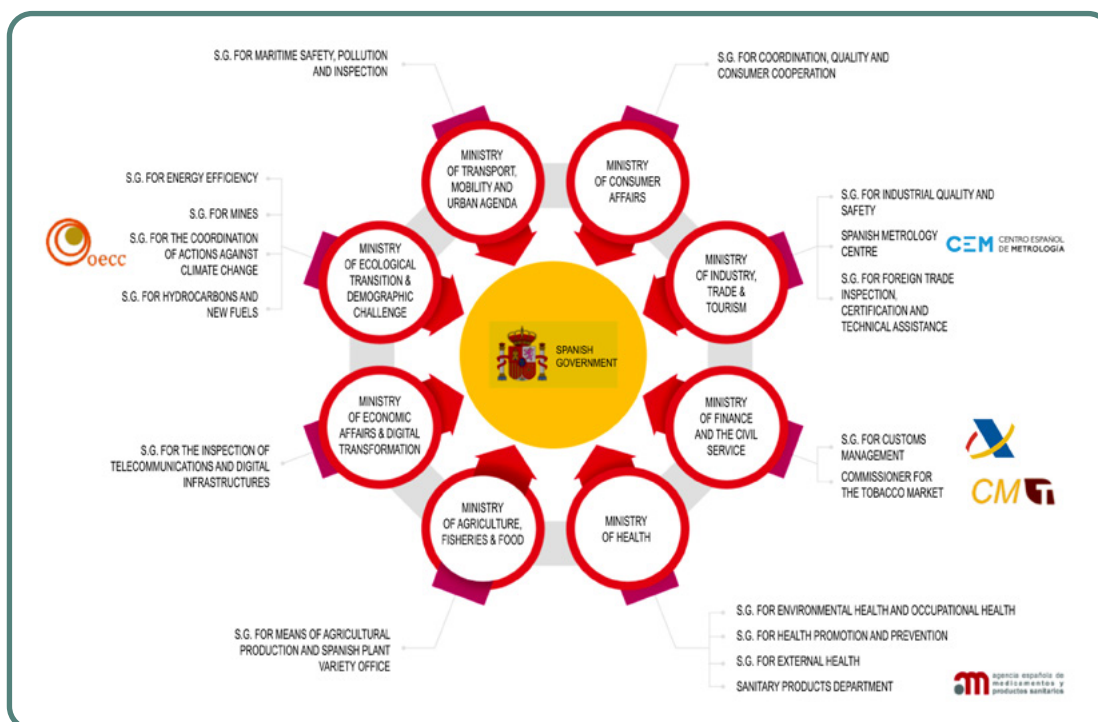 S.G. FOR MARITIME SAFETY, POLLUTION
AND INSPECTION
S.G. FOR COORDINATION, QUALITY AND
CONSUMER COOPERATION
MINISTRY
OF TRANSPORT,
MOBILITY AND
URBAN AGENDA
MINISTRY
OF CONSUMER
AFFAIRS
S.G. FOR ENERGY EFFICIENCY
S.G. FOR MINES
S.G. FOR THE COORDINATION
OF ACTIONS AGAINST
CLIMATE CHANGE
S.G. FOR HYDROCARBONS AND
NEW FUELS
oecc
MINISTRY
OF ECOLOGICAL
TRANSITION &
DEMOGRAPHIC
CHALLENGE
MINISTRY
OF INDUSTRY,
TRADE &
TOURISM
S.G. FOR INDUSTRIAL QUALITY AND
SAFETY
SPANISH METROLOGY
CENTRE
CEM CENTRO ESPAÑOL
DE METROLOGÍA
S.G. FOR FOREIGN TRADE
INSPECTION,
CERTIFICATION AND
TECHNICAL ASSISTANCE
SPANISH
GOVERNMENT
MINISTRY
OF ECONOMIC
AFFAIRS & DIGITAL
TRANSFORMATION
MINISTRY
OF FINANCE
AND THE CIVIL
SERVICE
S.G. FOR THE INSPECTION OF
TELECOMMUNICATIONS AND DIGITAL
INFRASTRUCTURES
S.G. FOR CUSTOMS
MANAGEMENT
COMMISSIONER FOR
THE TOBACCO MARKET
CMT
MINISTRY
OF AGRICULTURE,
FISHERIES & FOOD
MINISTRY
OF HEALTH
S.G. FOR MEANS OF AGRICULTURAL
PRODUCTION AND SPANISH PLANT
VARIETY OFFICE
S.G. FOR ENVIRONMENTAL HEALTH AND OCCUPATIONAL HEALTH
S.G. FOR HEALTH PROMOTION AND PREVENTION
S.G. FOR EXTERNAL HEALTH
SANITARY PRODUCTS DEPARTMENT
am
agencia española de
medicamentos y
productos sanitarios